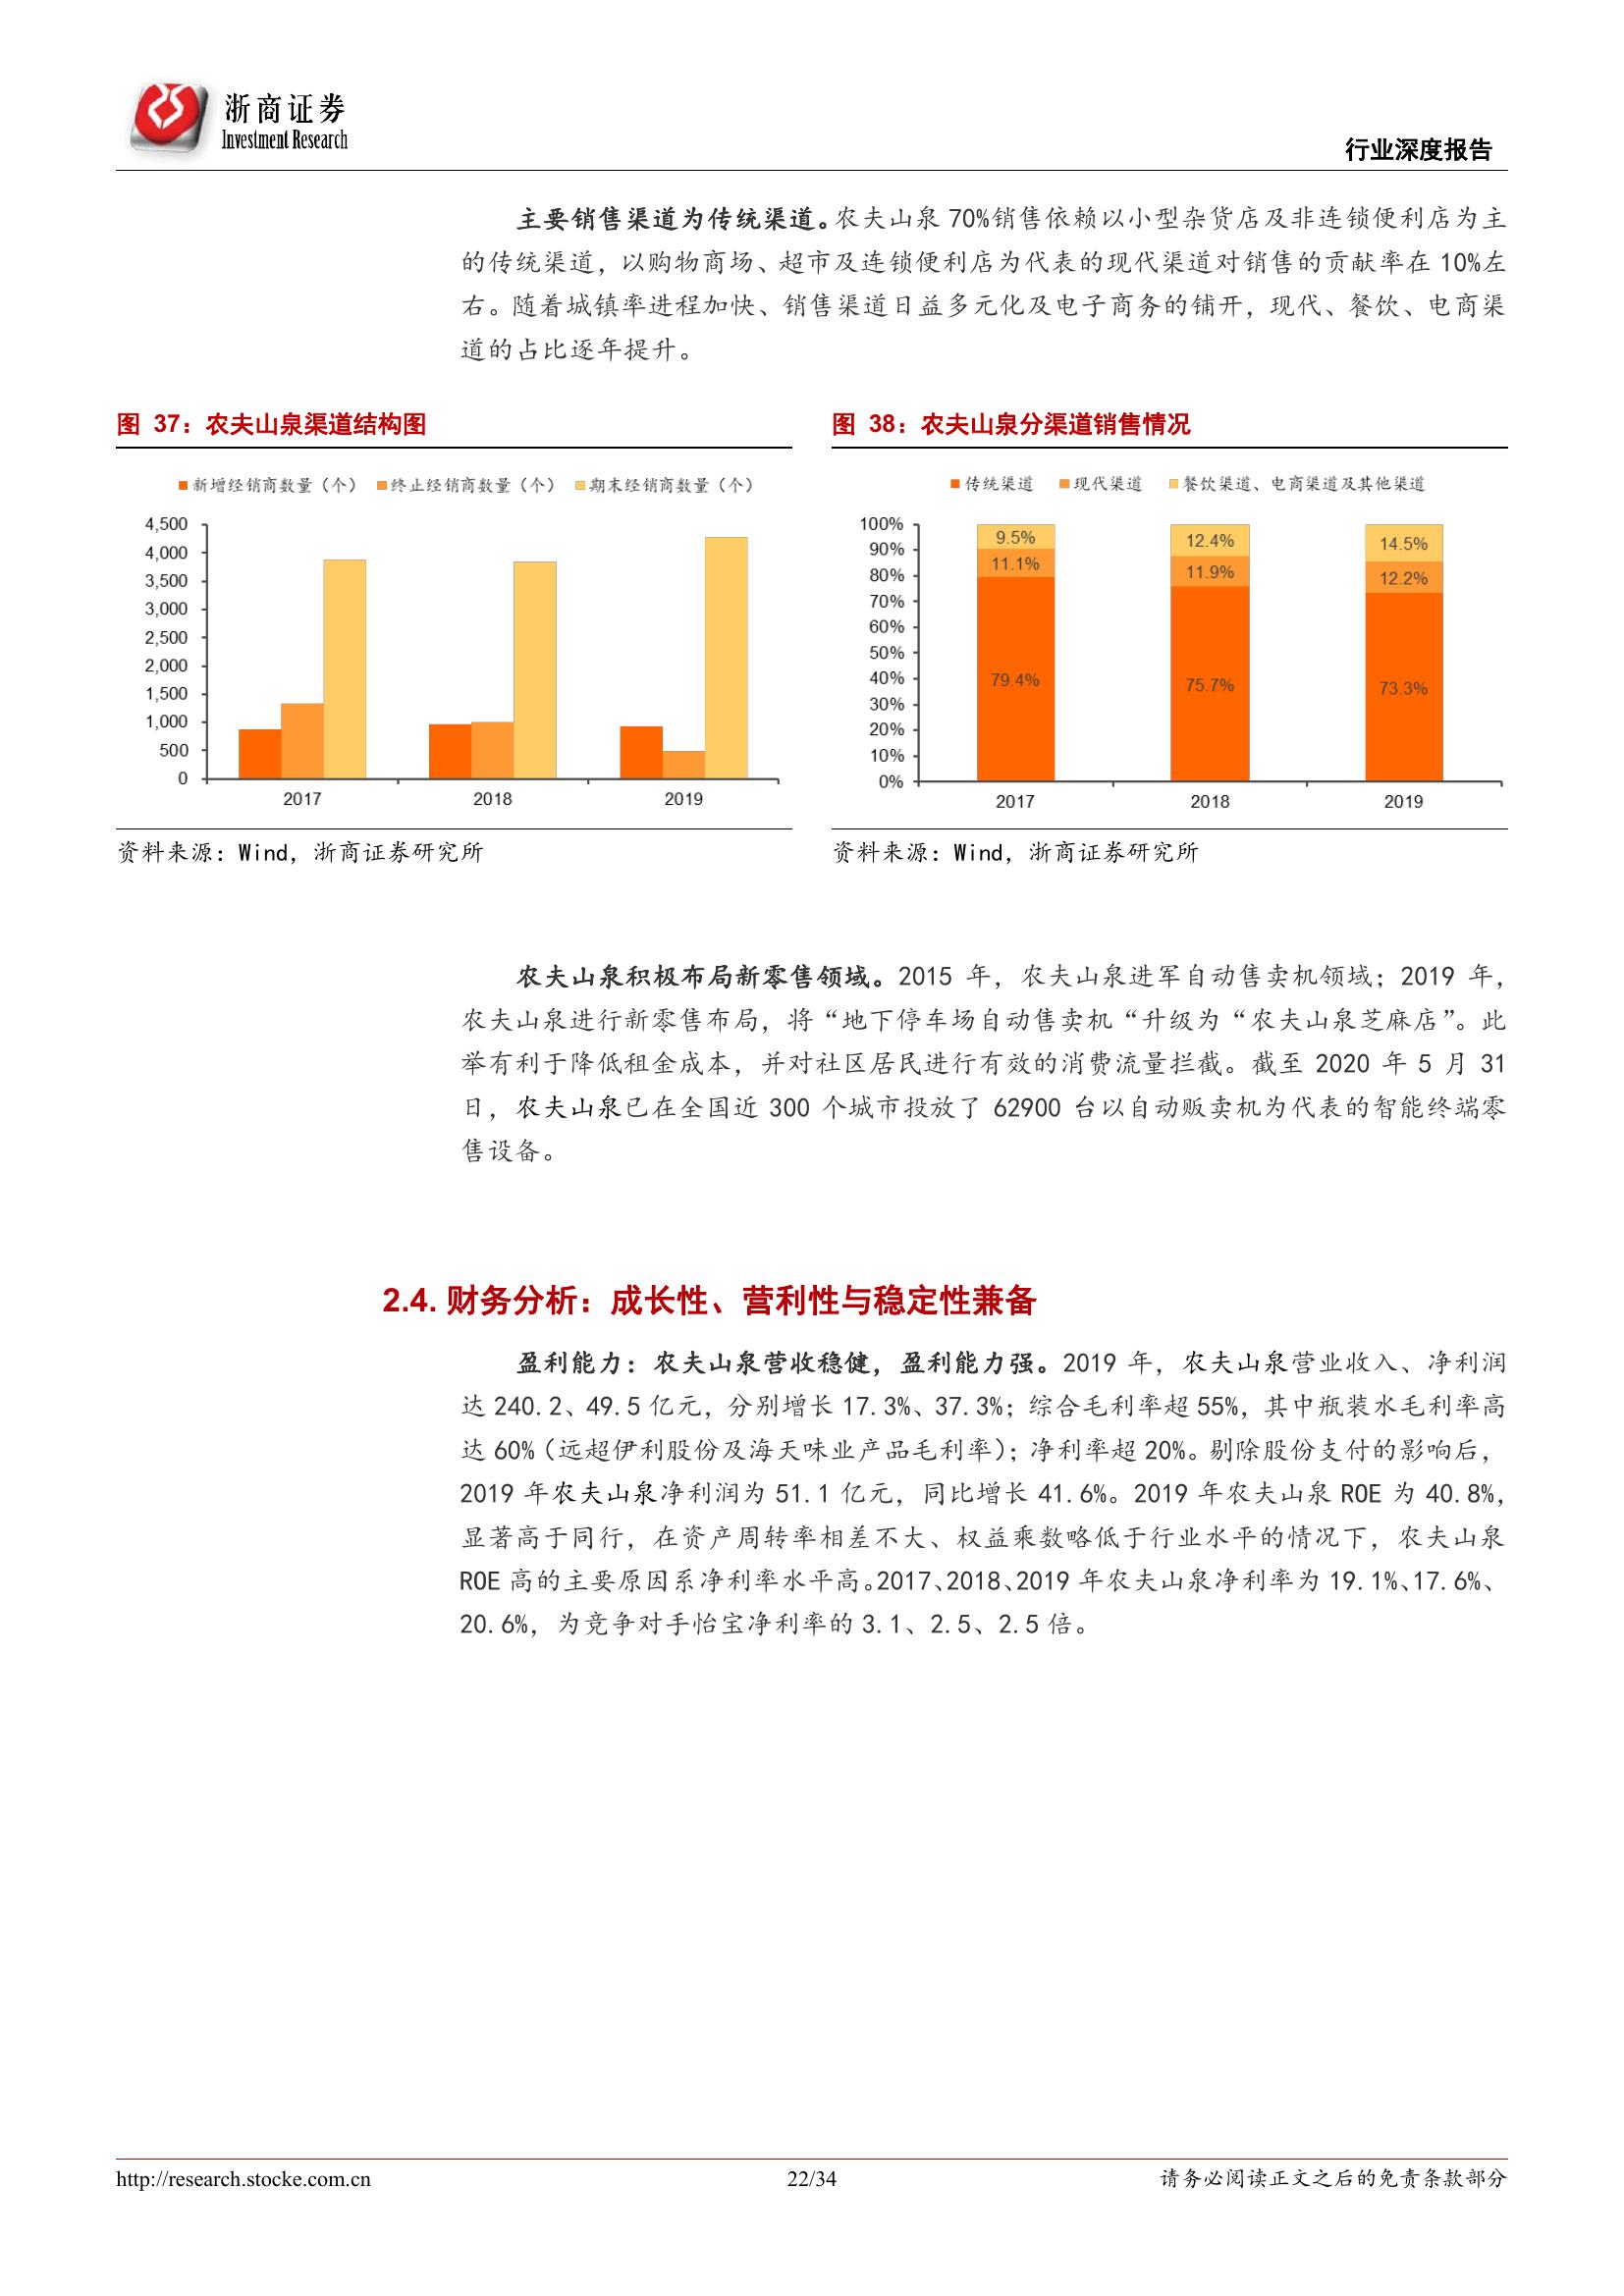 浙商证券
Investment Research
行业深度报告
主要销售渠道为传统渠道。农夫山泉 70%销售依赖以小型杂货店及非连锁便利店为主
的传统渠道，以购物商场、超市及连锁便利店为代表的现代渠道对销售的贡献率在 10%左
右。随着城镇率进程加快、销售渠道日益多元化及电子商务的铺开，现代、餐饮、电商渠
道的占比逐年提升。
图 37：农夫山泉渠道结构图
新增经销商数量（个） 终止经销商数量（个） 期末经销商数量（个）
4,500
4,000
3,500
3,000
2,500
2,000
1,500
1,000
500
0
2017 2018 2019
资料来源：Wind，浙商证券研究所
图 38：农夫山泉分渠道销售情况
传统渠道 现代渠道 餐饮渠道、电商渠道及其他渠道
100%
90%
80%
70%
60%
50%
40%
30%
20%
10%
0%
9.5% 12.4% 14.5%
11.1% 11.9% 12.2%
79.4% 75.7% 73.3%
2017 2018 2019
资料来源：Wind，浙商证券研究所
农夫山泉积极布局新零售领域。2015 年，农夫山泉进军自动售卖机领域；2019 年，
农夫山泉进行新零售布局，将“地下停车场自动售卖机“升级为“农夫山泉芝麻店”。此
举有利于降低租金成本，并对社区居民进行有效的消费流量拦截。截至 2020 年 5 月 31
日，农夫山泉已在全国近 300 个城市投放了 62900 台以自动贩卖机为代表的智能终端零
售设备。
2.4. 财务分析：成长性、营利性与稳定性兼备
盈利能力：农夫山泉营收稳健，盈利能力强。2019 年，农夫山泉营业收入、净利润
达 240.2、49.5 亿元，分别增长 17.3%、37.3%；综合毛利率超 55%，其中瓶装水毛利率高
达 60%（远超伊利股份及海天味业产品毛利率）；净利率超 20%。剔除股份支付的影响后，
2019 年农夫山泉净利润为 51.1 亿元，同比增长 41.6%。2019 年农夫山泉 ROE 为 40.8%，
显著高于同行，在资产周转率相差不大、权益乘数略低于行业水平的情况下，农夫山泉
ROE 高的主要原因系净利率水平高。2017、2018、2019 年农夫山泉净利率为 19.1%、17.6%、
20.6%，为竞争对手怡宝净利率的 3.1、2.5、2.5 倍。
http://research.stocke.com.cn
22/34
请务必阅读正文之后的免责条款部分